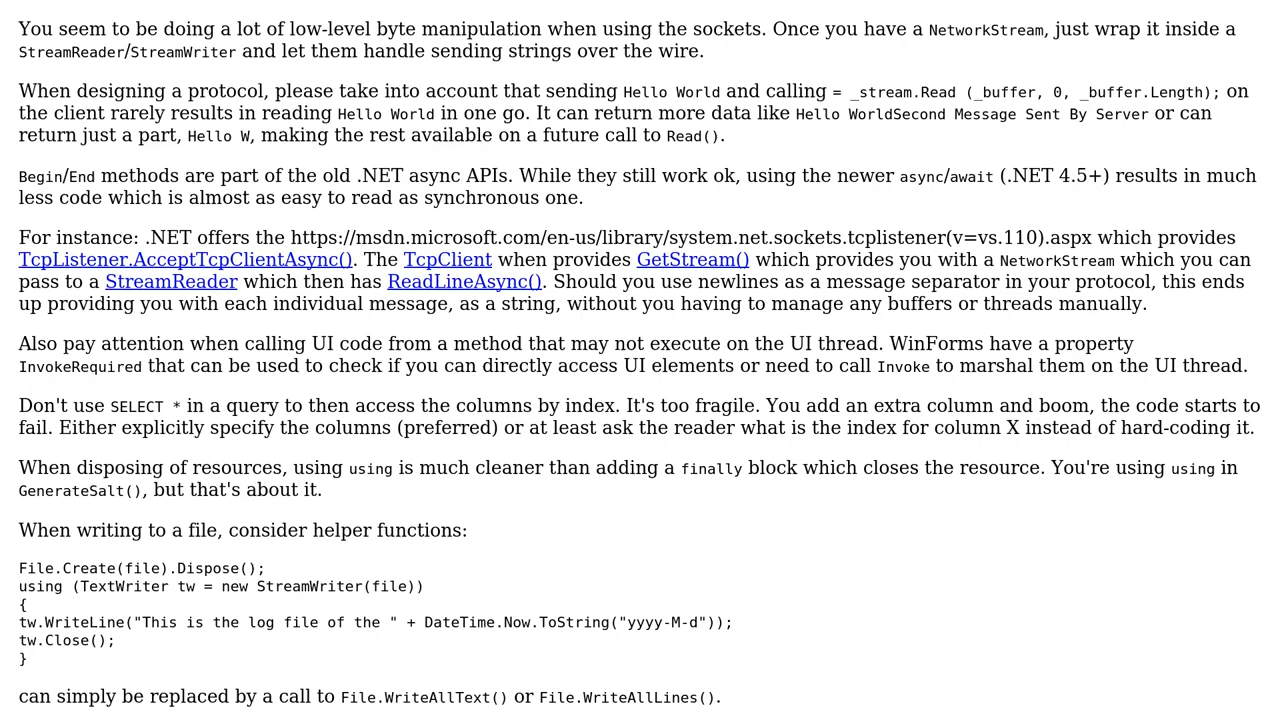 You seem to be doing a lot of low-level byte manipulation when using the sockets. Once you have a NetworkStream, just wrap it inside a
StreamReader/StreamWriter and let them handle sending strings over the wire.
When designing a protocol, please take into account that sending Hello World and calling = _stream.Read (_buffer, 0, _buffer.Length); on
the client rarely results in reading Hello World in one go. It can return more data like Hello WorldSecond Message Sent By Server or can
return just a part, Hello W, making the rest available on a future call to Read().
Begin/End methods are part of the old .NET async APIs. While they still work ok, using the newer async/await (.NET 4.5+) results in much
less code which is almost as easy to read as synchronous one.
For instance: .NET offers the https://msdn.microsoft.com/en-us/library/system.net.sockets.tcplistener(v=vs.110).aspx which provides
TcpListener.AcceptTcpClientAsync(). The TcpClient when provides GetStream() which provides you with a NetworkStream which you can
pass to a StreamReader which then has ReadLineAsync(). Should you use newlines as a message separator in your protocol, this ends
up providing you with each individual message, as a string, without you having to manage any buffers or threads manually.
Also pay attention when calling UI code from a method that may not execute on the UI thread. WinForms have a property
InvokeRequired that can be used to check if you can directly access UI elements or need to call Invoke to marshal them on the UI thread.
Don't use SELECT * in a query to then access the columns by index. It's too fragile. You add an extra column and boom, the code starts to
fail. Either explicitly specify the columns (preferred) or at least ask the reader what is the index for column X instead of hard-coding it.
When disposing of resources, using using is much cleaner than adding a finally block which closes the resource. You're using using in
GenerateSalt(), but that's about it.
When writing to a file, consider helper functions:
File.Create(file).Dispose();
using (TextWriter tw = new StreamWriter(file))
{
tw.WriteLine("This is the log file of the " + DateTime.Now.ToString("yyyy-M-d"));
tw.Close();
}
can simply be replaced by a call to File.WriteAllText() or File.WriteAllLines().